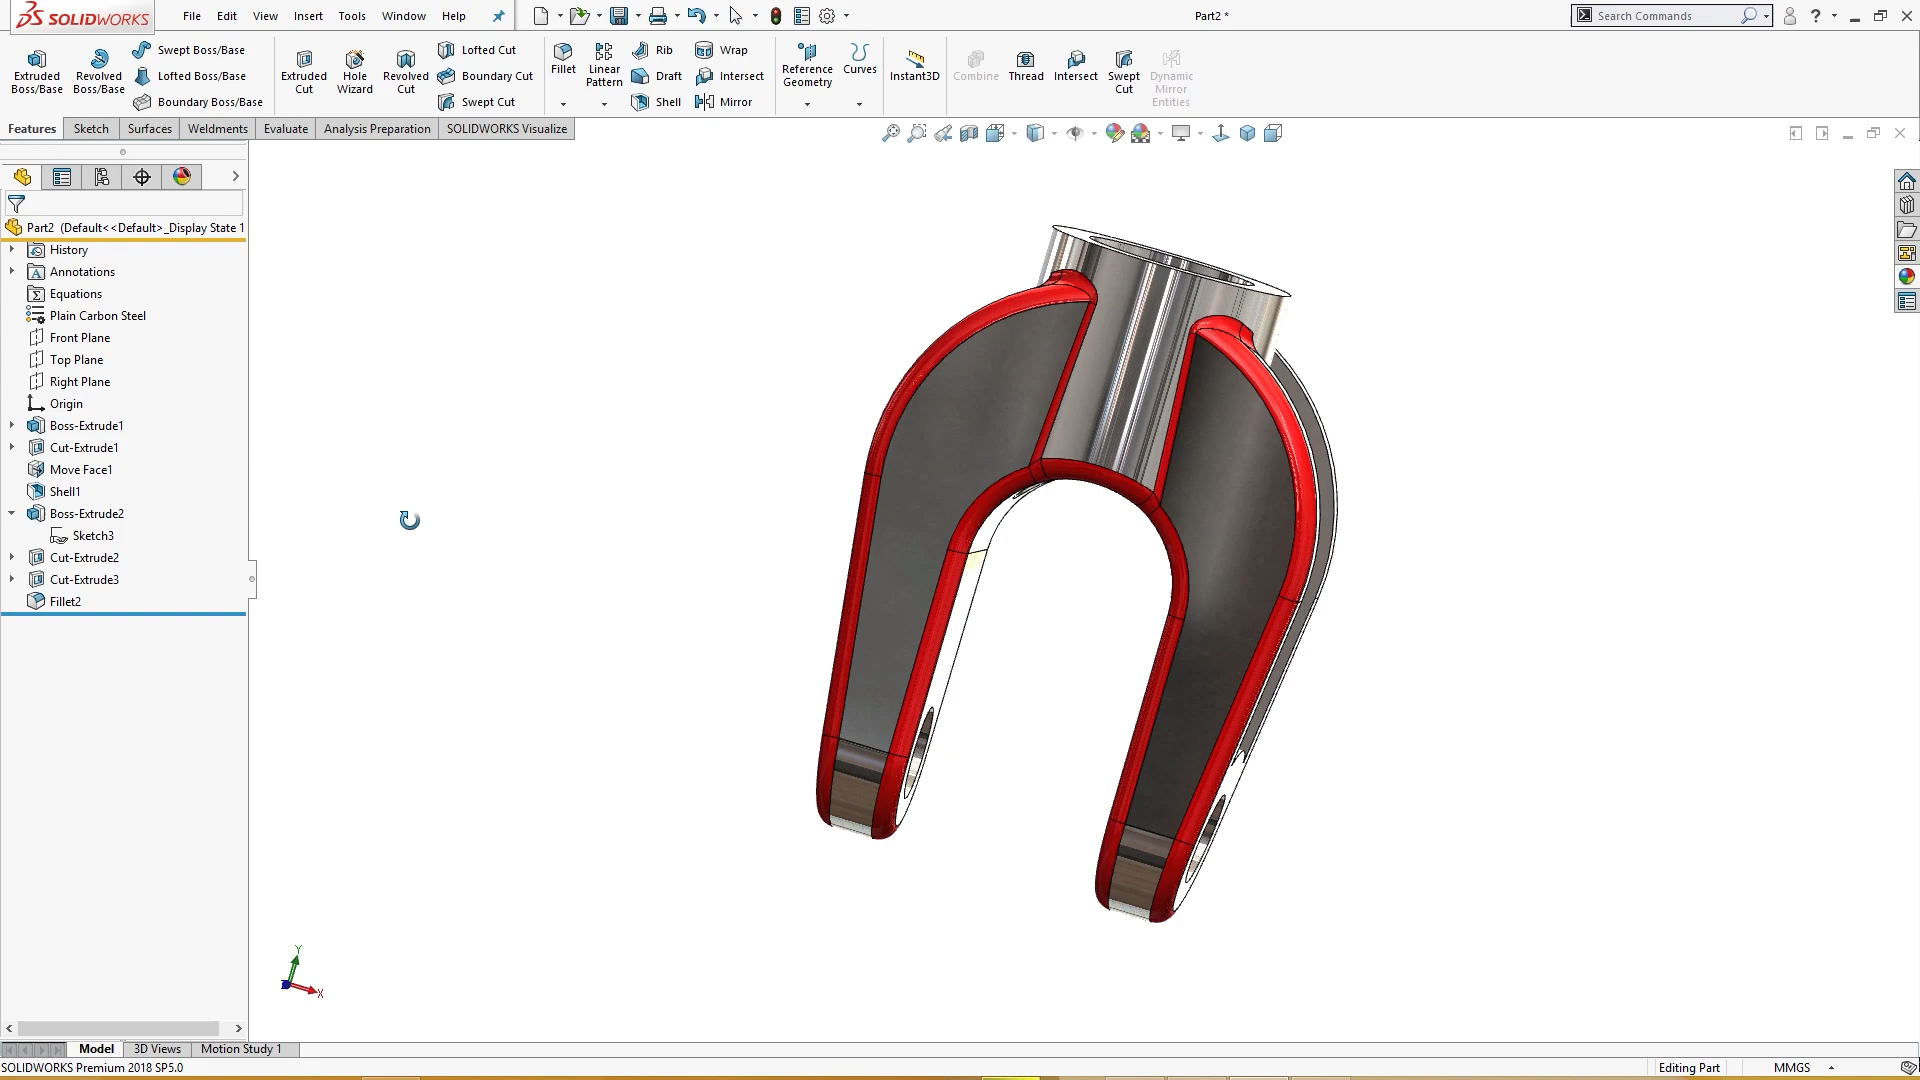 SOLIDWORKS
File Edit View Insert Tools Window Help
Part2 *
Search Commands
?
Extruded Boss/Base
Revolved Boss/Base
Swept Boss/Base
Lofted Boss/Base
Boundary Boss/Base
Extruded Cut
Hole Wizard
Revolved Cut
Lofted Cut
Boundary Cut
Swept Cut
Fillet
Linear Pattern
Rib
Draft
Shell
Wrap
Intersect
Mirror
Reference Geometry
Curves
Instant3D
Combine
Thread
Intersect
Swept Cut
Dynamic Mirror Entities
Features Sketch Surfaces Weldments Evaluate Analysis Preparation SOLIDWORKS Visualize
Part2 (Default<<Default>_Display State 1
History
Annotations
Equations
Plain Carbon Steel
Front Plane
Top Plane
Right Plane
Origin
Boss-Extrude1
Cut-Extrude1
Move Face1
Shell1
Boss-Extrude2
Sketch3
Cut-Extrude2
Cut-Extrude3
Fillet2
Y
X
Model 3D Views Motion Study 1
SOLIDWORKS Premium 2018 SP5.0
Editing Part
MMGS